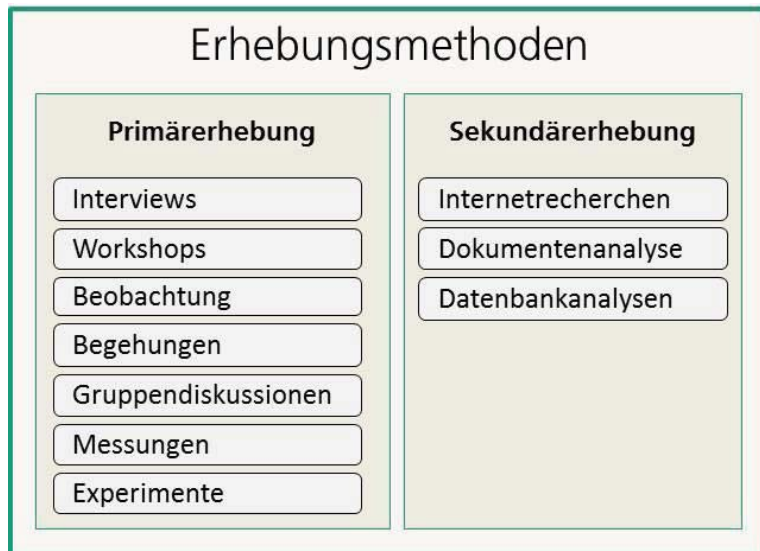 Erhebungsmethoden
Primärerhebung
Interviews
Workshops
Beobachtung
Begehungen
Gruppendiskussionen
Messungen
Experimente
Sekundärerhebung
Internetrecherchen
Dokumentenanalyse
Datenbankanalysen